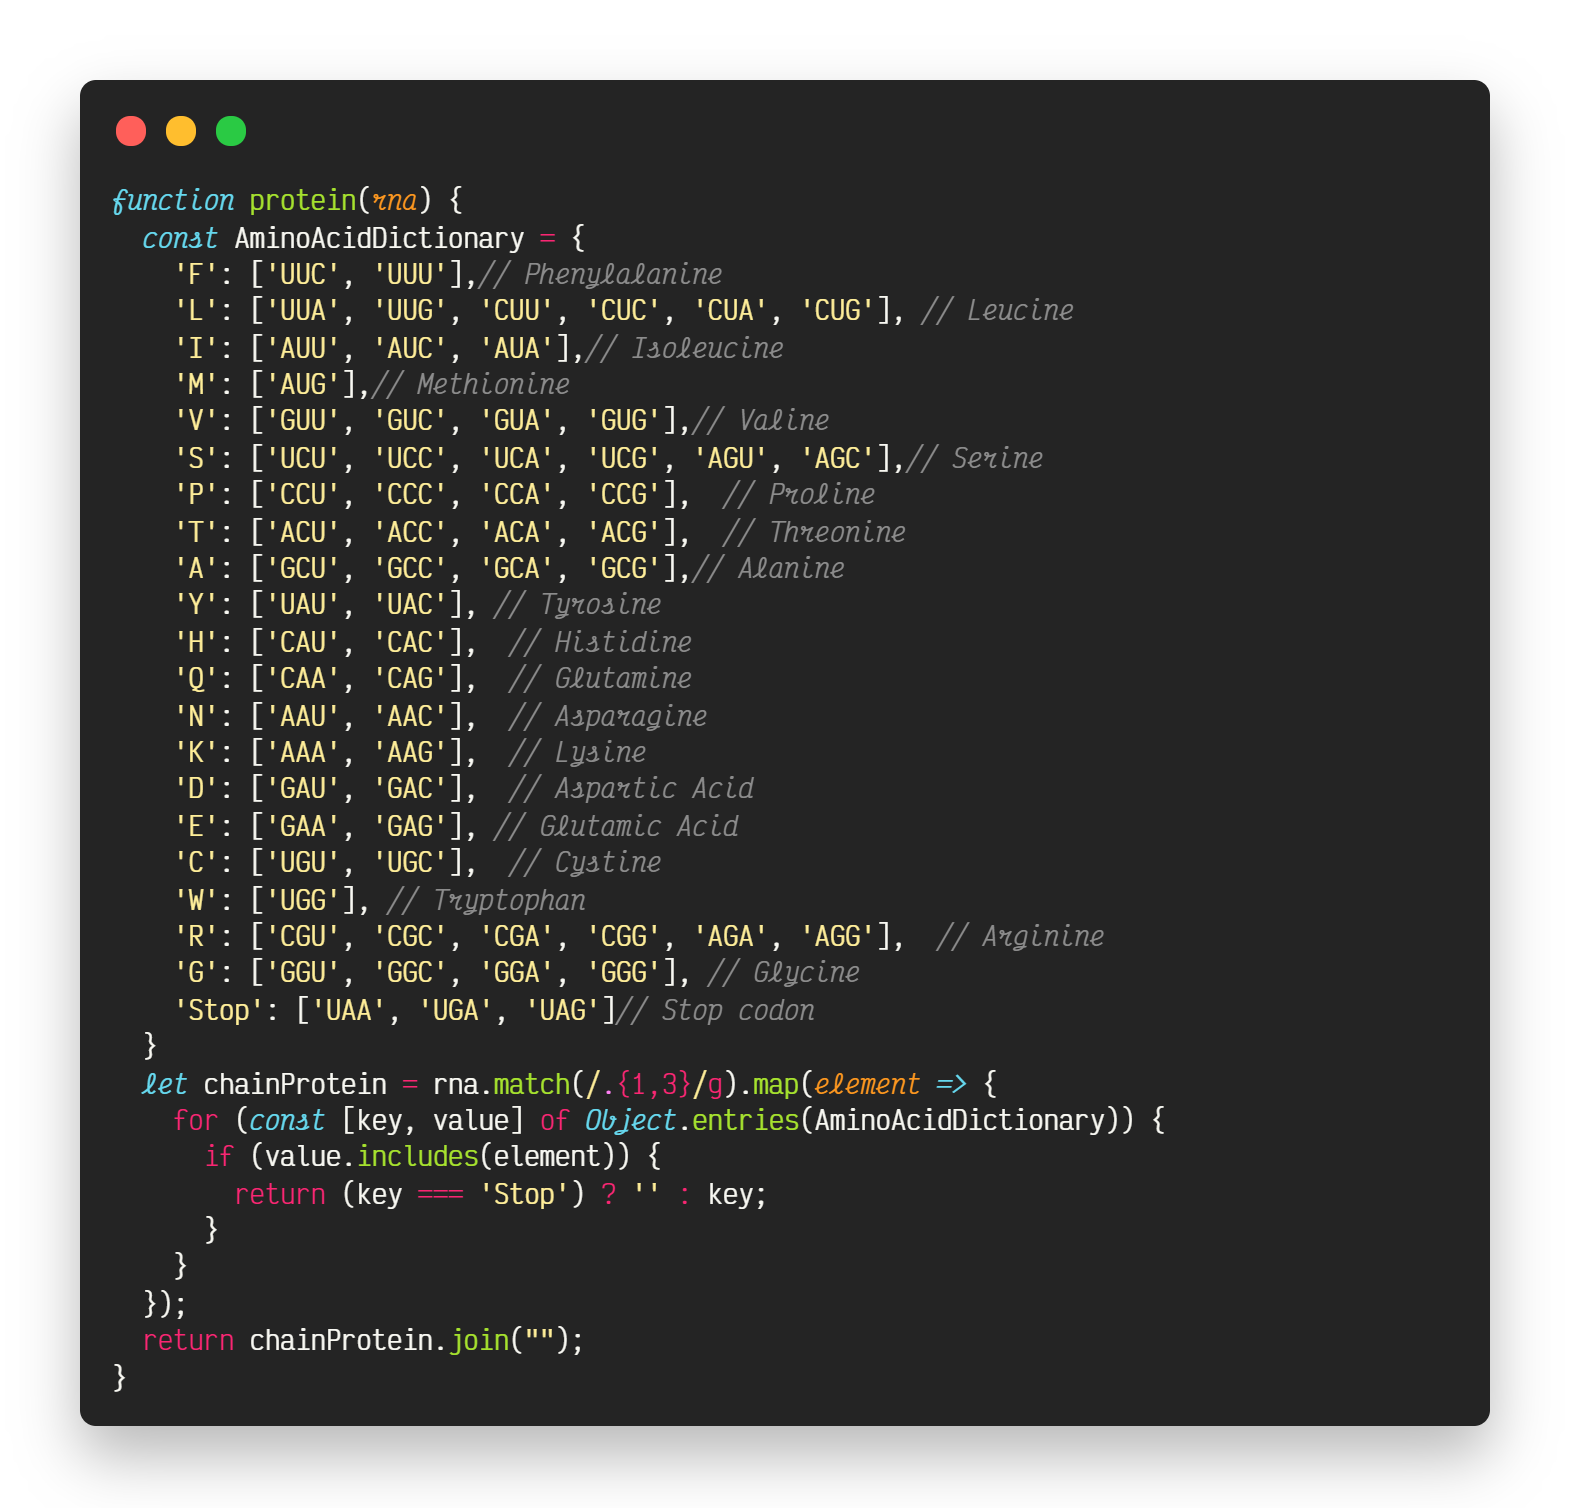 function protein(rna) {
  const AminoAcidDictionary = {
    'F': ['UUC', 'UUU'],// Phenylalanine
    'L': ['UUA', 'UUG', 'CUU', 'CUC', 'CUA', 'CUG'], // Leucine
    'I': ['AUU', 'AUC', 'AUA'],// Isoleucine
    'M': ['AUG'],// Methionine
    'V': ['GUU', 'GUC', 'GUA', 'GUG'],// Valine
    'S': ['UCU', 'UCC', 'UCA', 'UCG', 'AGU', 'AGC'],// Serine
    'P': ['CCU', 'CCC', 'CCA', 'CCG'],  // Proline
    'T': ['ACU', 'ACC', 'ACA', 'ACG'],  // Threonine
    'A': ['GCU', 'GCC', 'GCA', 'GCG'],// Alanine
    'Y': ['UAU', 'UAC'], // Tyrosine
    'H': ['CAU', 'CAC'],  // Histidine
    'Q': ['CAA', 'CAG'],  // Glutamine
    'N': ['AAU', 'AAC'],  // Asparagine
    'K': ['AAA', 'AAG'],  // Lysine
    'D': ['GAU', 'GAC'],  // Aspartic Acid
    'E': ['GAA', 'GAG'], // Glutamic Acid
    'C': ['UGU', 'UGC'],  // Cystine
    'W': ['UGG'], // Tryptophan
    'R': ['CGU', 'CGC', 'CGA', 'CGG', 'AGA', 'AGG'],  // Arginine
    'G': ['GGU', 'GGC', 'GGA', 'GGG'], // Glycine
    'Stop': ['UAA', 'UGA', 'UAG']// Stop codon
  }
  let chainProtein = rna.match(/.{1,3}/g).map(element => {
    for (const [key, value] of Object.entries(AminoAcidDictionary)) {
      if (value.includes(element)) {
        return (key === 'Stop') ? '' : key;
      }
    }
  });
  return chainProtein.join("");
}